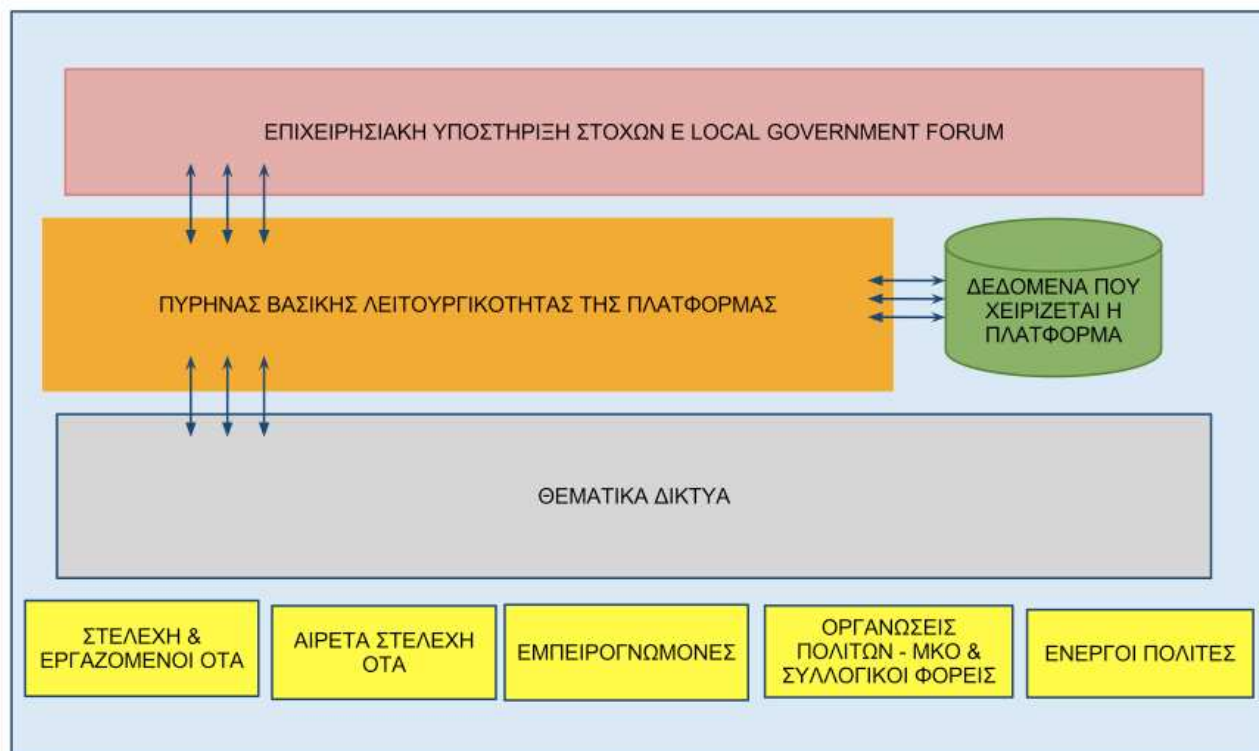 ΕΠΙΧΕΙΡΗΣΙΑΚΗ ΥΠΟΣΤΗΡΙΞΗ ΣΤΟΧΩΝ E LOCAL GOVERNMENT FORUM
ΠΥΡΗΝΑΣ ΒΑΣΙΚΗΣ ΛΕΙΤΟΥΡΓΙΚΟΤΗΤΑΣ ΤΗΣ ΠΛΑΤΦΟΡΜΑΣ
ΔΕΔΟΜΕΝΑ ΠΟΥ
ΧΕΙΡΙΖΕΤΑΙ Η
ΠΛΑΤΦΟΡΜΑ
ΘΕΜΑΤΙΚΑ ΔΙΚΤΥΑ
ΣΤΕΛΕΧΗ &
ΕΡΓΑΖΟΜΕΝΟΙ ΟΤΑ
ΑΙΡΕΤΑ ΣΤΕΛΕΧΗ
ΟΤΑ
ΕΜΠΕΙΡΟΓΝΩΜΟΝΕΣ
ΟΡΓΑΝΩΣΕΙΣ
ΠΟΛΙΤΩΝ - ΜΚΟ &
ΣΥΛΛΟΓΙΚΟΙ ΦΟΡΕΙΣ
ΕΝΕΡΓΟΙ ΠΟΛΙΤΕΣ